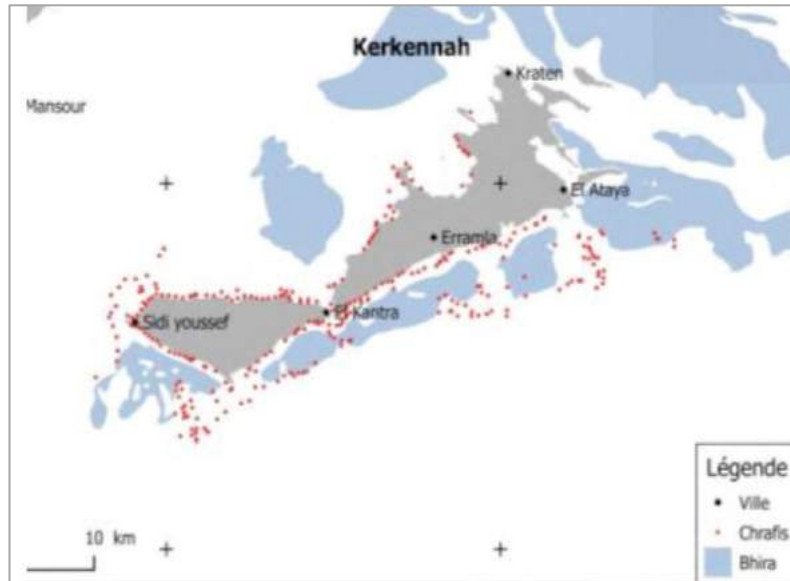 Kerkennah
Kraten
Mansour
El Ataya
Erramla
El Kantra
Sidi youssef
10 km
Légende
Ville
Chrafis
Bhira